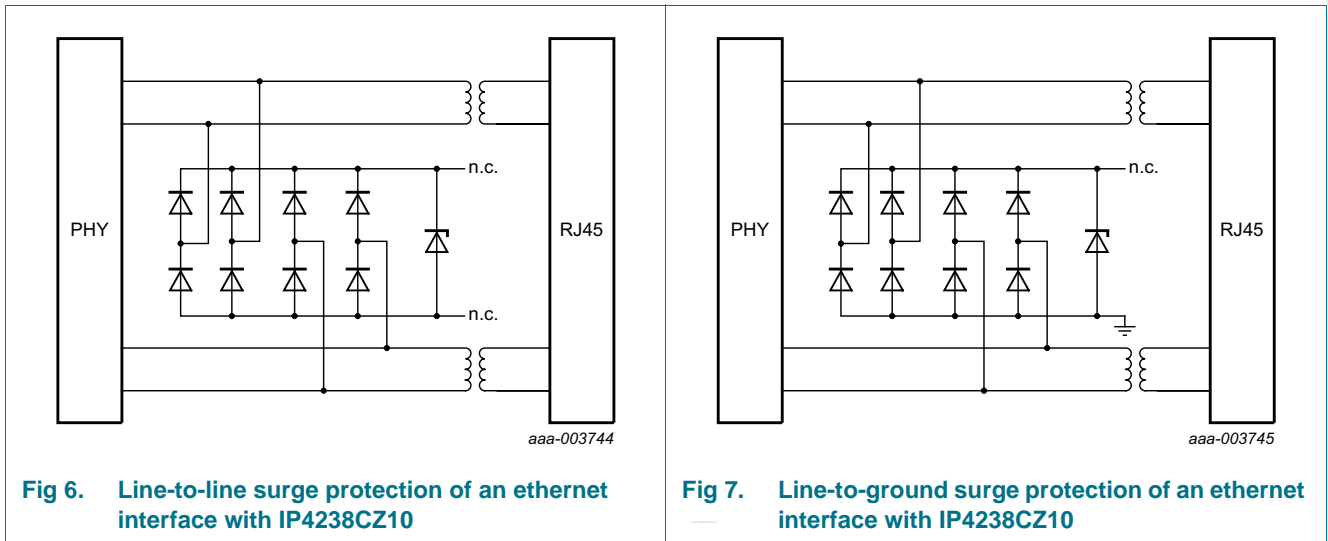 PHY
n.c.
n.c.
RJ45
aaa-003744
Fig 6. Line-to-line surge protection of an ethernet
interface with IP4238CZ10
PHY
n.c.
RJ45
aaa-003745
Fig 7. Line-to-ground surge protection of an ethernet
interface with IP4238CZ10